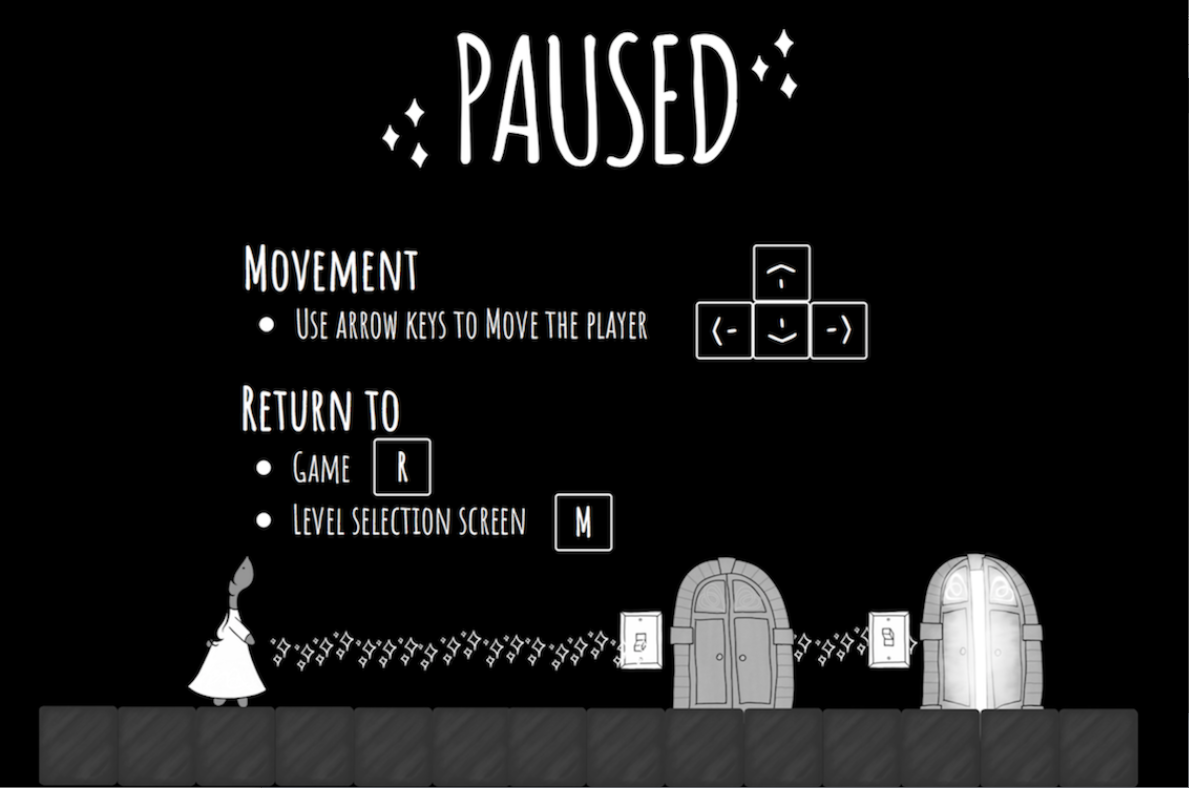 PAUSED
MOVEMENT
USE ARROW KEYS TO MOVE THE PLAYER
RETURN TO
GAME R
LEVEL SELECTION SCREEN M